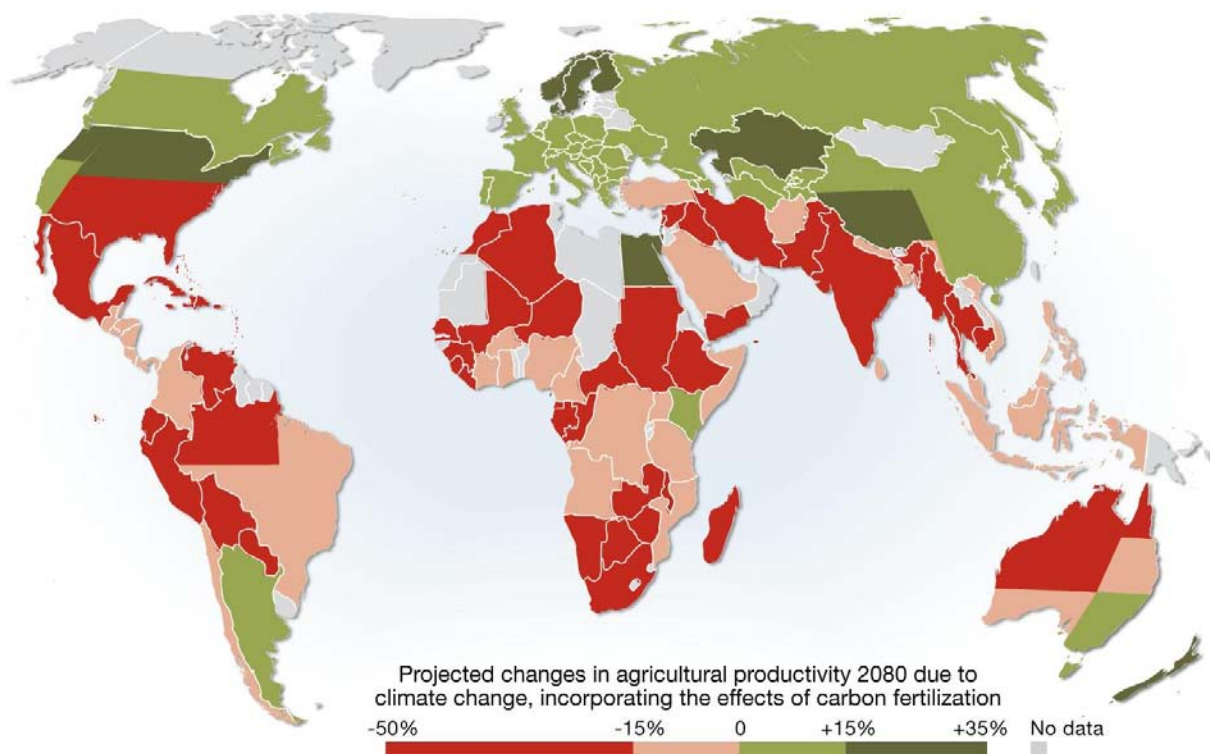 Projected changes in agricultural productivity 2080 due to
climate change, incorporating the effects of carbon fertilization
-50% -15% 0 +15% +35% No data